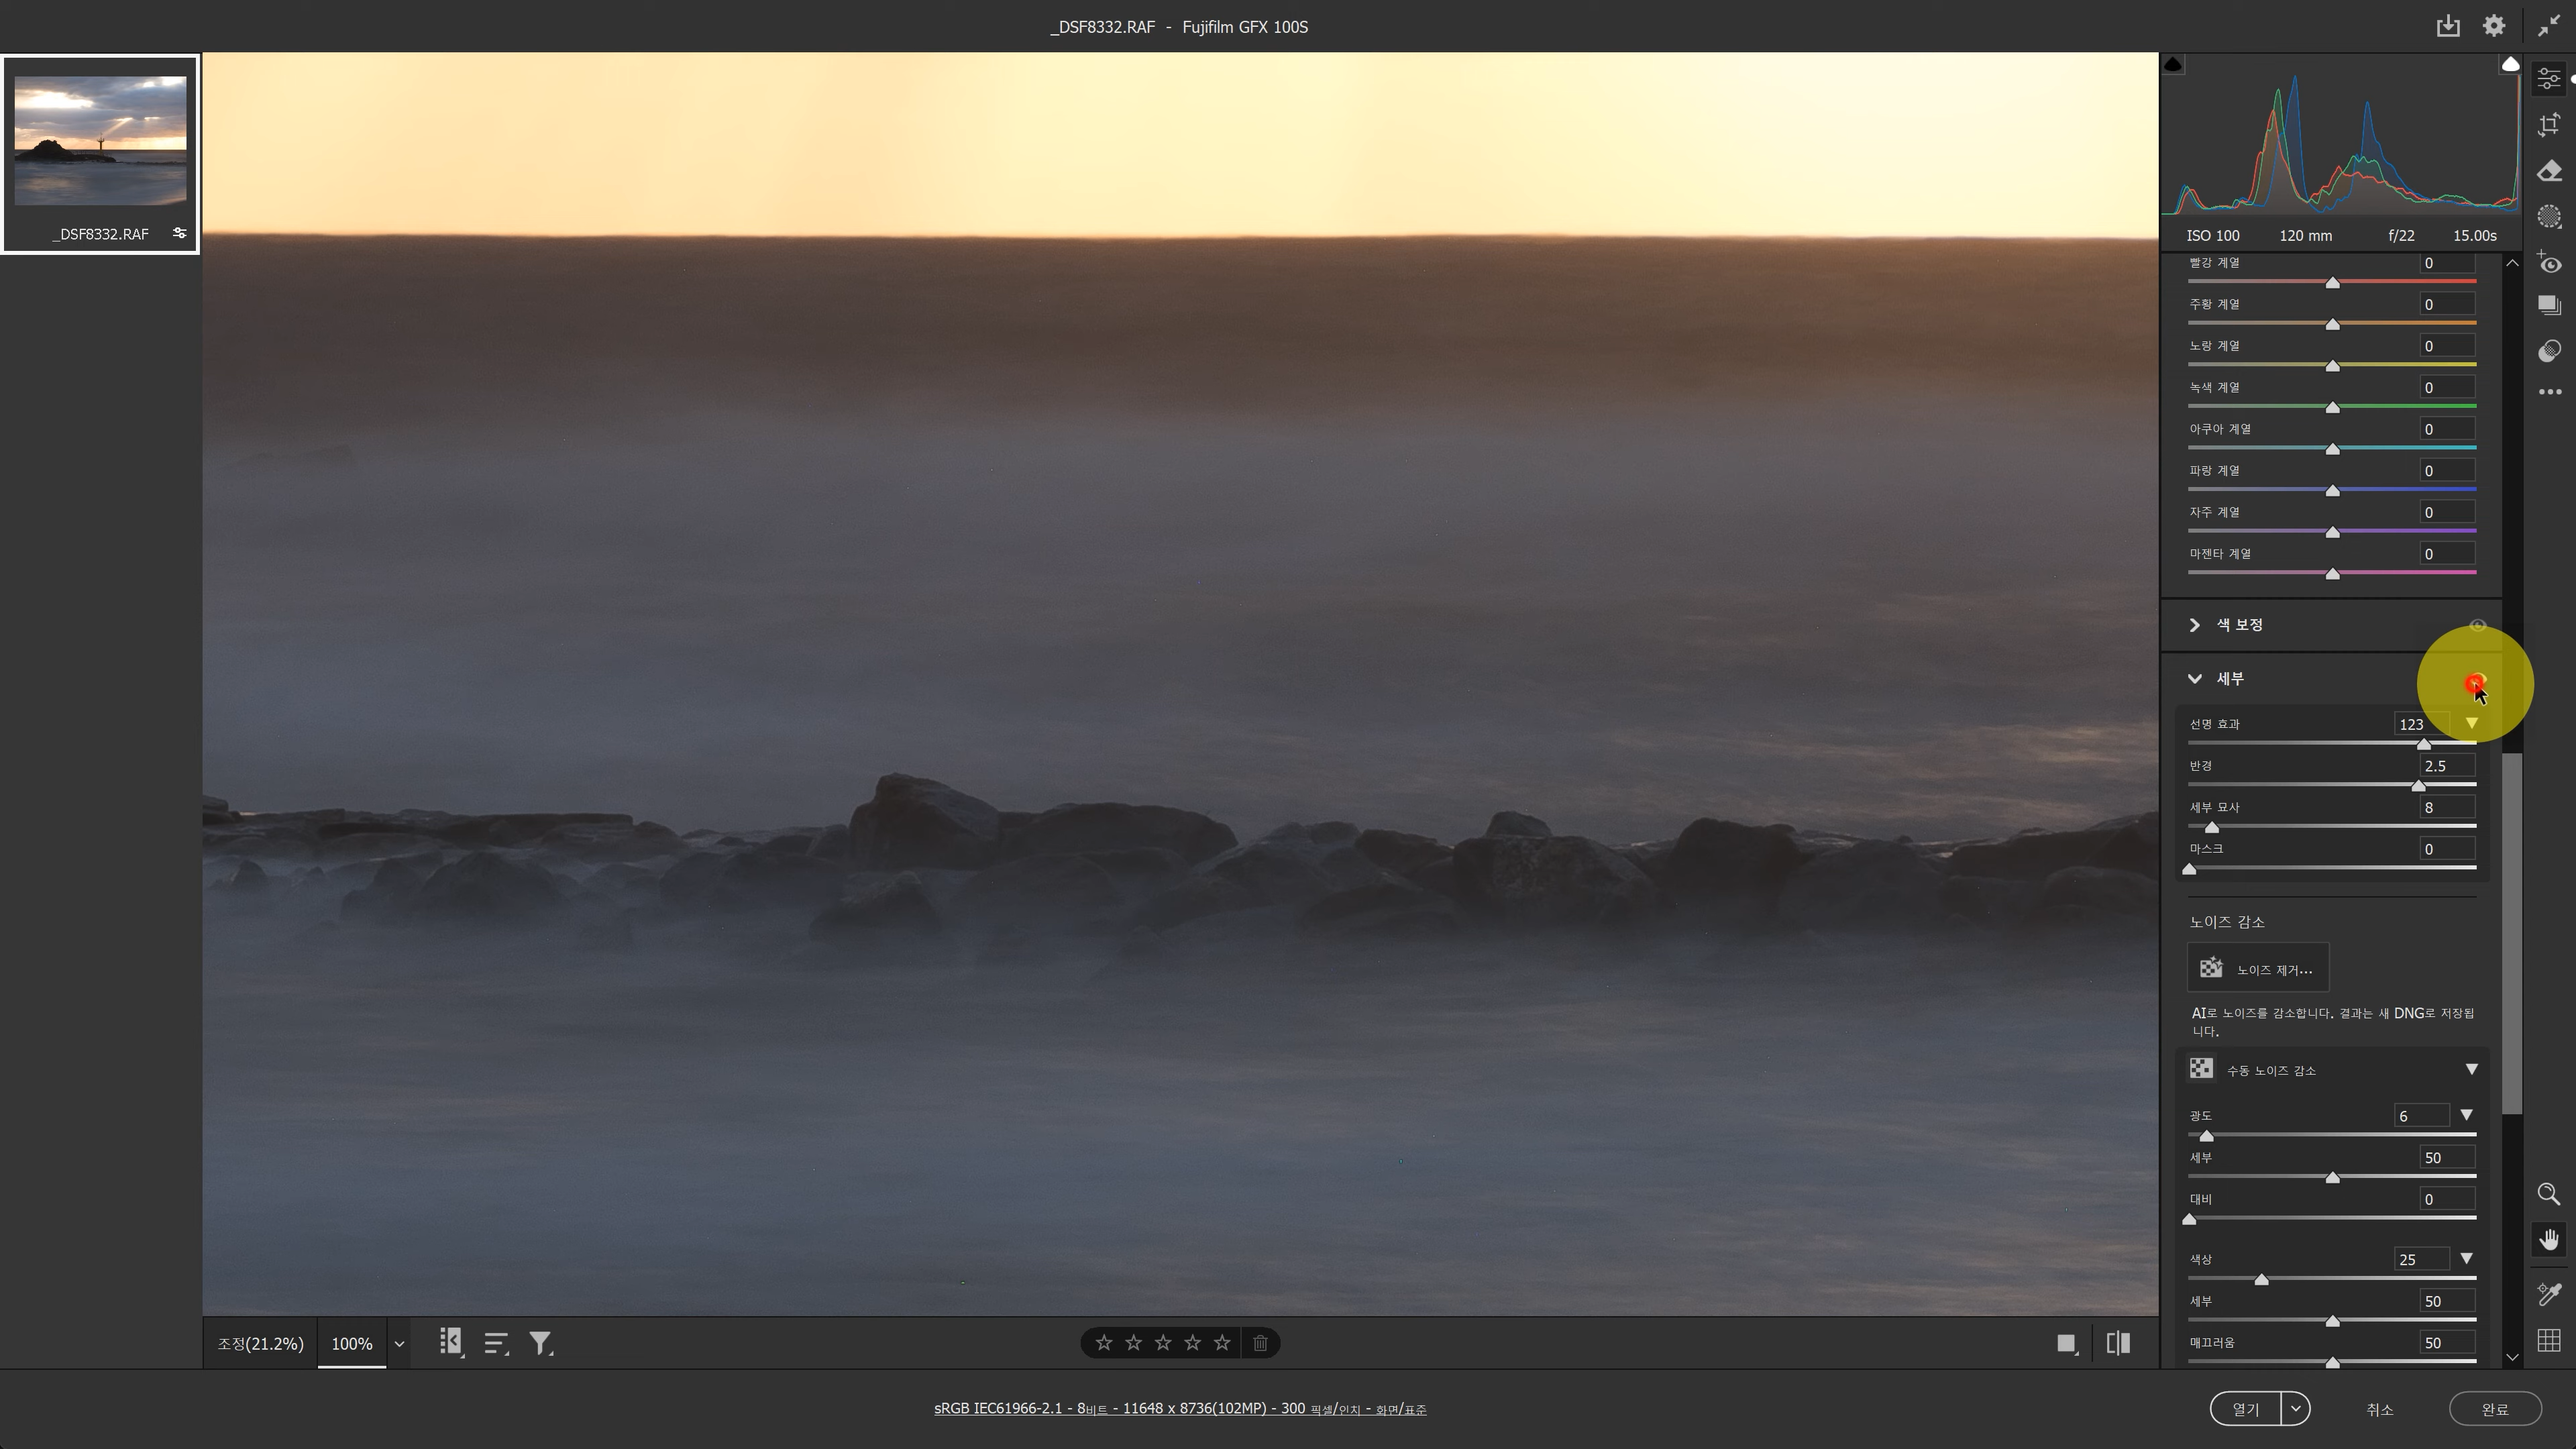 _DSF8332.RAF - Fujifilm GFX 100S
_DSF8332.RAF
ISO 100 120 mm f/22 15.00s
빨강 계열 0
주황 계열 0
노랑 계열 0
녹색 계열 0
아쿠아 계열 0
파랑 계열 0
자주 계열 0
마젠타 계열 0
색 보정
세부
선명 효과 123
반경 2.5
세부 묘사 8
마스크 0
노이즈 감소
노이즈 제거...
AI로 노이즈를 감소합니다. 결과는 새 DNG로 저장됩
니다.
수동 노이즈 감소
광도 6
세부 50
대비 0
색상 25
세부 50
매끄러움 50
조정(21.2%) 100%
sRGB IEC61966-2.1 - 8비트 - 11648 x 8736(102MP) - 300 픽셀/인치 - 화면/표준
열기 취소 완료